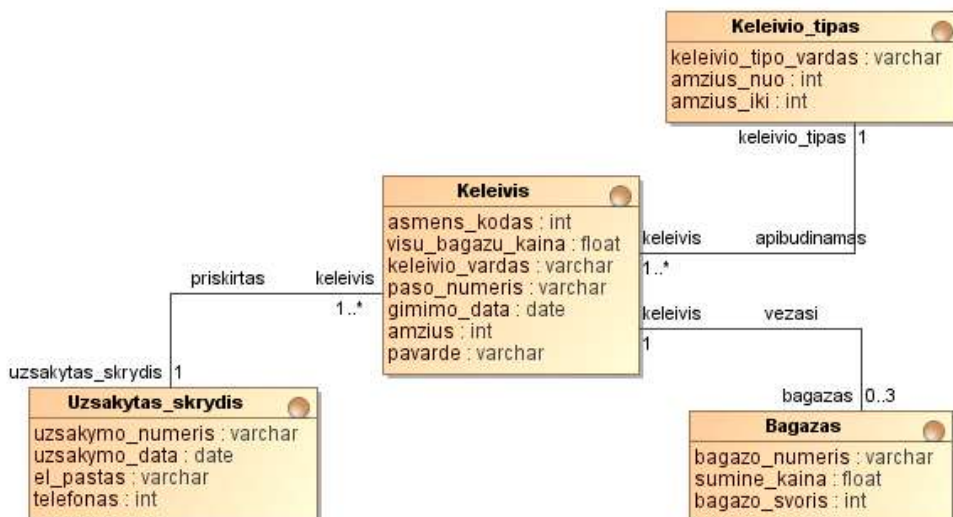 Keleivio_tipas
keleivio_tipo_vardas : varchar
amzius_nuo : int
amzius_iki : int
keleivio_tipas 1
Keleivis
asmens_kodas : int
visu_bagazu_kaina : float
keleivio_vardas : varchar
paso_numeris : varchar
gimimo_data : date
amzius : int
pavarde : varchar
keleivis apibudinamas
1..*
priskirtas keleivis
1..*
keleivis vezasi
1
uzsakytas_skrydis 1
Uzsakytas_skrydis
uzsakymo_numeris : varchar
uzsakymo_data : date
el_pastas : varchar
telefonas : int
bagazas 0..3
Bagazas
bagazo_numeris : varchar
sumine_kaina : float
bagazo_svoris : int